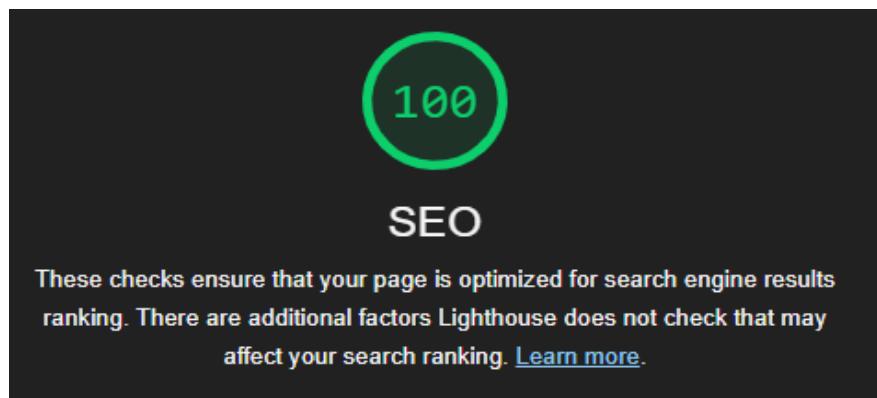 100
SEO
These checks ensure that your page is optimized for search engine results
ranking. There are additional factors Lighthouse does not check that may
affect your search ranking. Learn more.